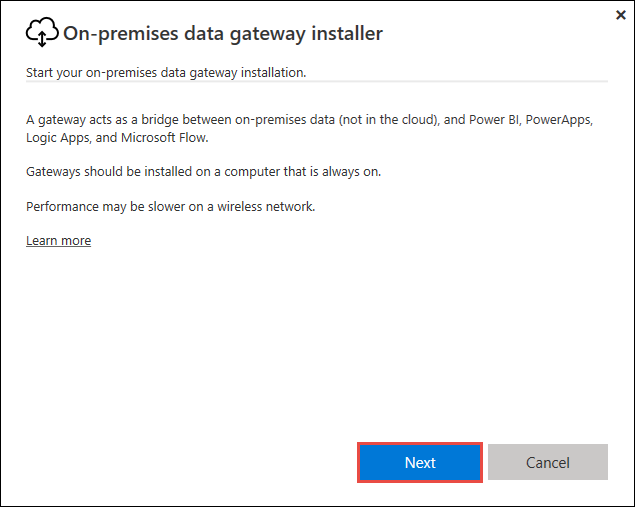 On-premises data gateway installer
Start your on-premises data gateway installation.
A gateway acts as a bridge between on-premises data (not in the cloud), and Power BI, PowerApps,
Logic Apps, and Microsoft Flow.
Gateways should be installed on a computer that is always on.
Performance may be slower on a wireless network.
Learn more
Next
Cancel